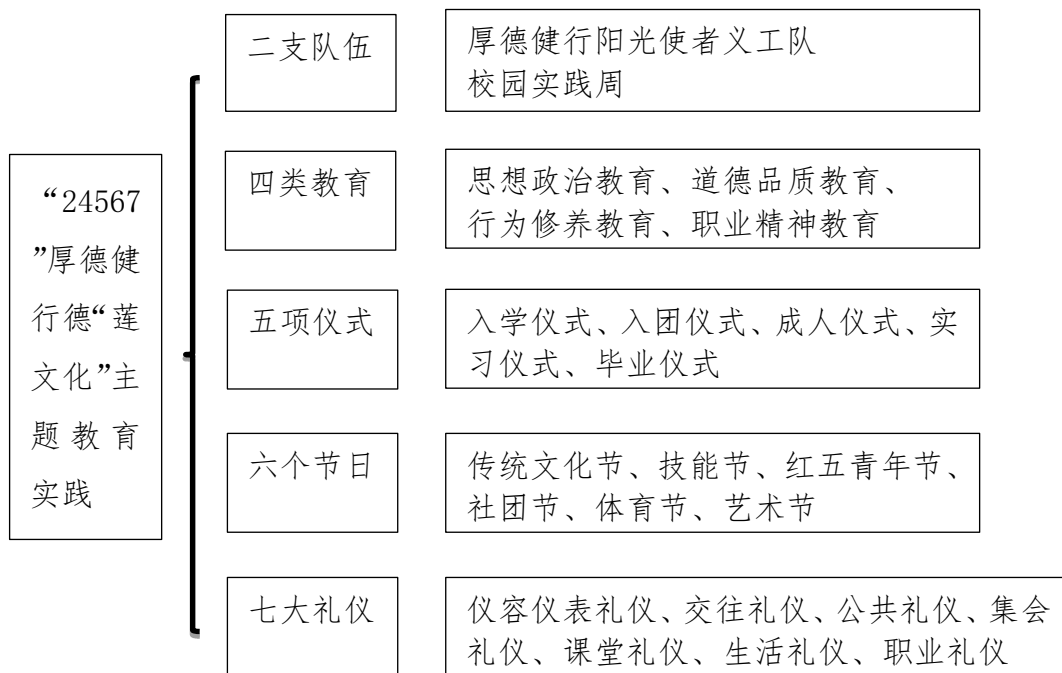 “24567
”厚德健
行德“莲
文化”主
题教育
实践
二支队伍
厚德健行阳光使者义工队
校园实践周
四类教育
思想政治教育、道德品质教育、
行为修养教育、职业精神教育
五项仪式
入学仪式、入团仪式、成人仪式、实
习仪式、毕业仪式
六个节日
传统文化节、技能节、红五青年节、
社团节、体育节、艺术节
七大礼仪
仪容仪表礼仪、交往礼仪、公共礼仪、集会
礼仪、课堂礼仪、生活礼仪、职业礼仪